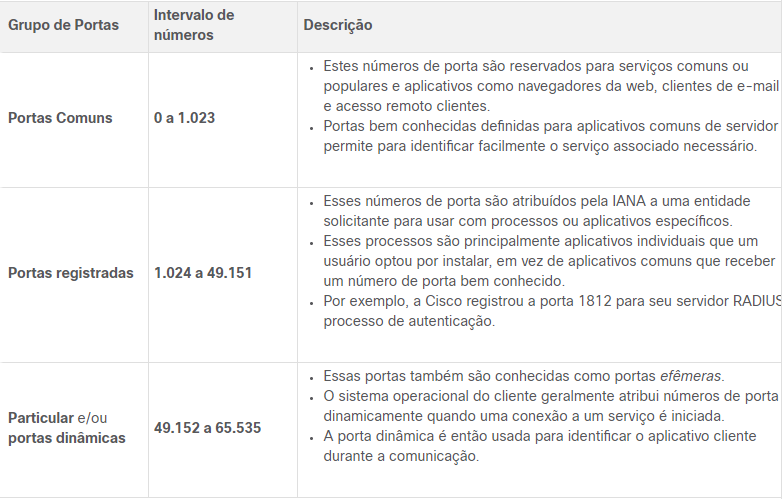 Grupo de Portas
Intervalo de
números
Descrição
Portas Comuns
0 a 1.023
• Estes números de porta são reservados para serviços comuns ou
populares e aplicativos como navegadores da web, clientes de e-mail
e acesso remoto clientes.
• Portas bem conhecidas definidas para aplicativos comuns de servidor
permite para identificar facilmente o serviço associado necessário.
Portas registradas
1.024 a 49.151
• Esses números de porta são atribuídos pela IANA a uma entidade
solicitante para usar com processos ou aplicativos específicos.
• Esses processos são principalmente aplicativos individuais que um
usuário optou por instalar, em vez de aplicativos comuns que receber
um número de porta bem conhecido.
• Por exemplo, a Cisco registrou a porta 1812 para seu servidor RADIUS
processo de autenticação.
Particular e/ou
portas dinâmicas
49.152 a 65.535
• Essas portas também são conhecidas como portas efêmeras.
• O sistema operacional do cliente geralmente atribui números de porta
dinamicamente quando uma conexão a um serviço é iniciada.
• A porta dinâmica é então usada para identificar o aplicativo cliente
durante a comunicação.